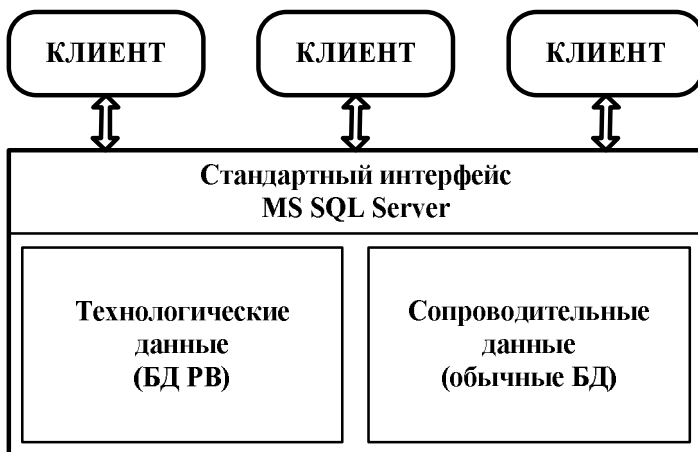 КЛИЕНТ
КЛИЕНТ
КЛИЕНТ
Стандартный интерфейс
MS SQL Server
Технологические
данные
(БД РВ)
Сопроводительные
данные
(обычные БД)